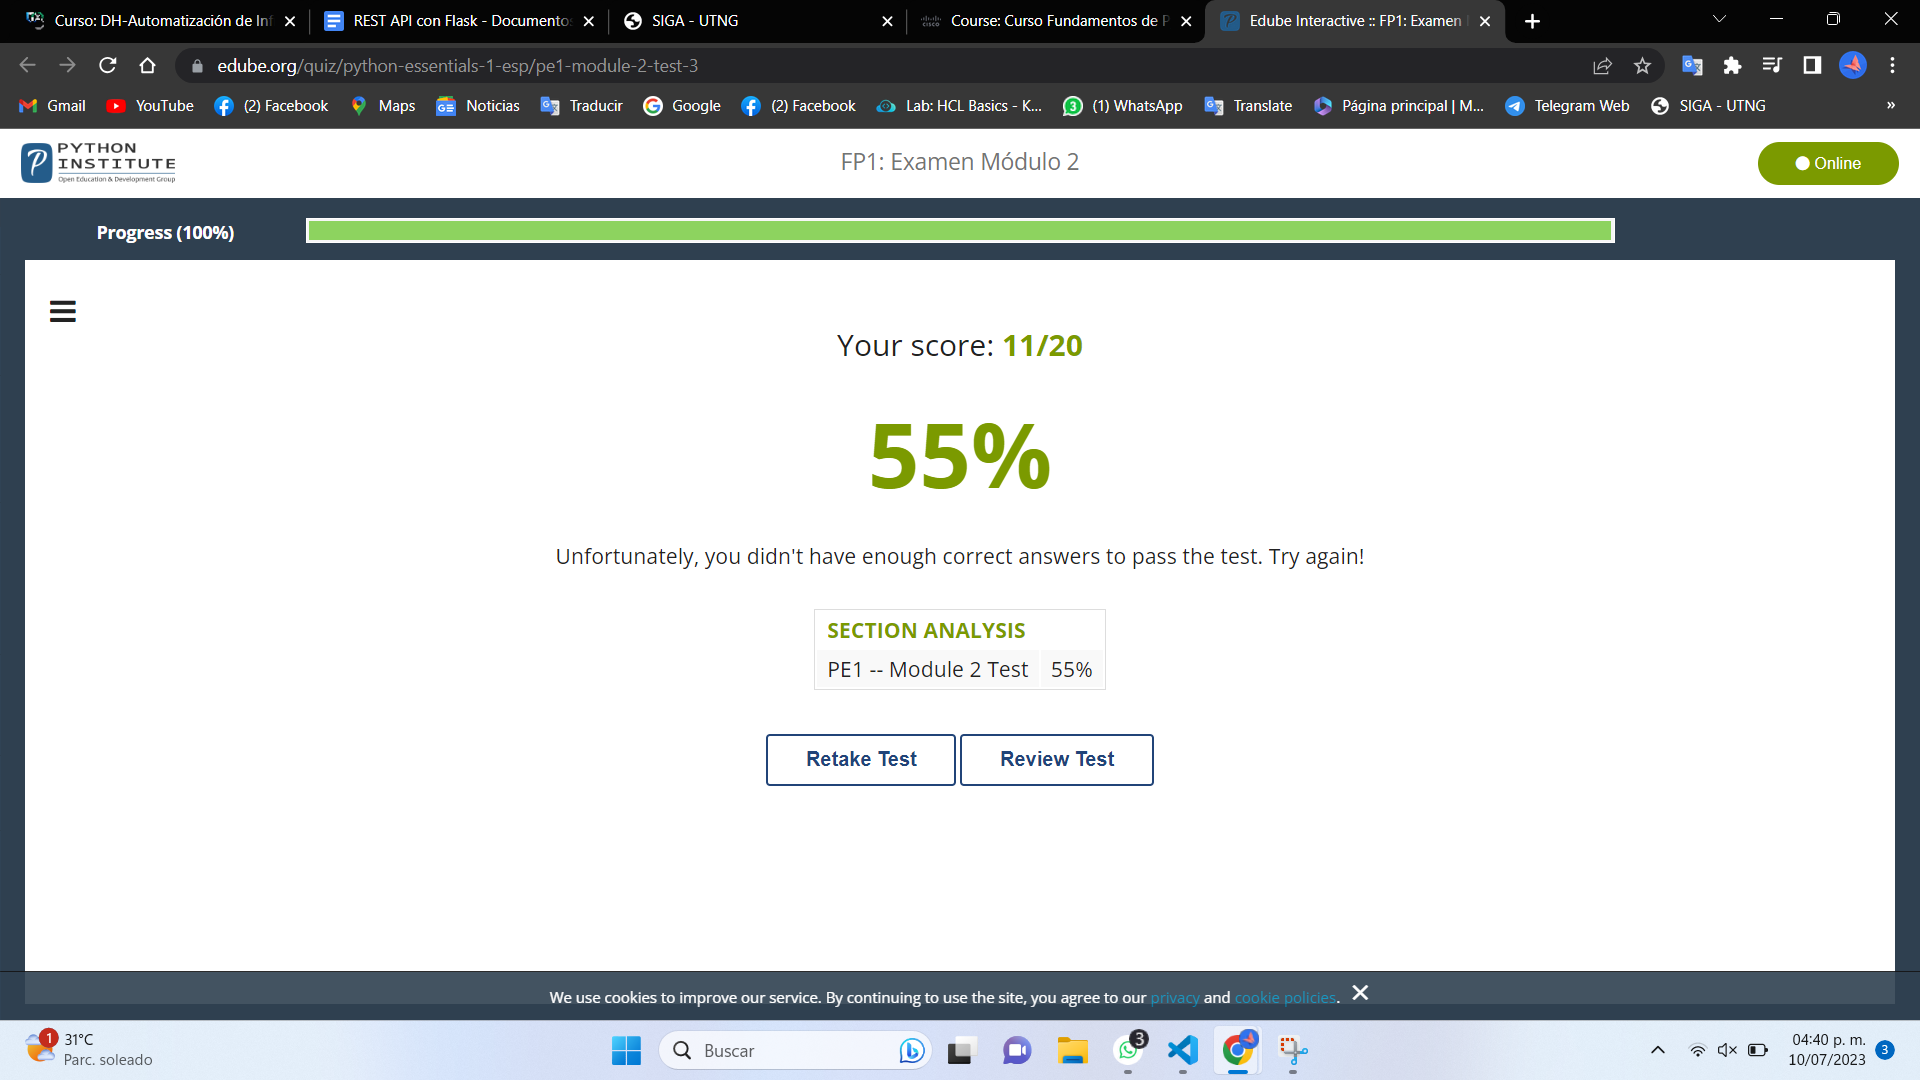 Curso: DH-Automatización de Inf
REST API con Flask - Documento
SIGA - UTNG
Course: Curso Fundamentos de P
Edube Interactive :: FP1: Examen
edube.org/quiz/python-essentials-1-esp/pe1-module-2-test-3
Gmail
YouTube
(2) Facebook
Maps
Noticias
Traducir
Google
(2) Facebook
Lab: HCL Basics - K...
(1) WhatsApp
Translate
Página principal | M...
Telegram Web
SIGA - UTNG
»
PYTHON
INSTITUTE
Open Education & Development Group
FP1: Examen Módulo 2
Online
Progress (100%)
Your score: 11/20
55%
Unfortunately, you didn't have enough correct answers to pass the test. Try again!
SECTION ANALYSIS
PE1 -- Module 2 Test 55%
Retake Test
Review Test
We use cookies to improve our service. By continuing to use the site, you agree to our privacy and cookie policies.
1
31°C
Parc. soleado
Buscar
3
04:40 p. m.
10/07/2023
3